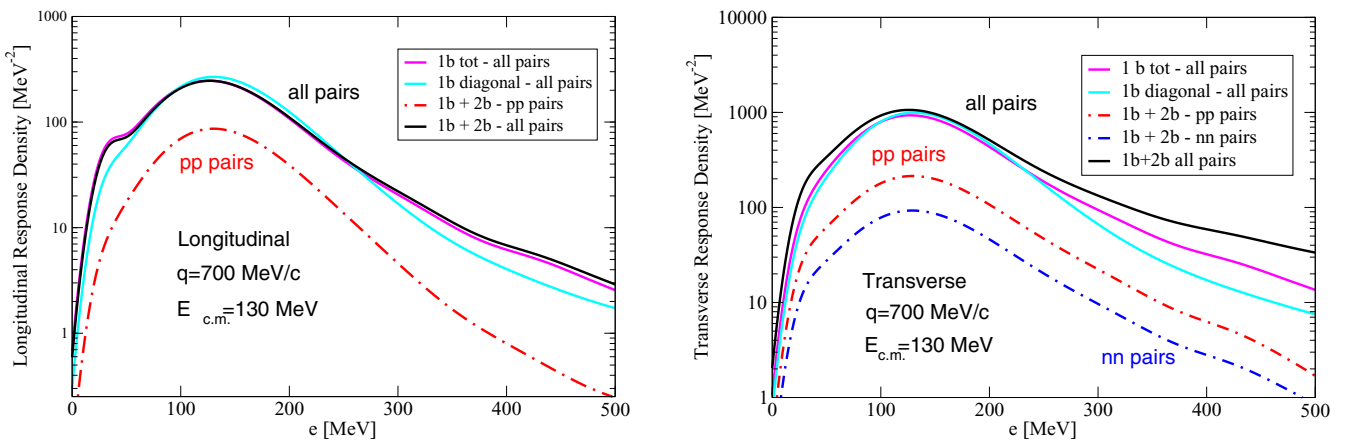 Longitudinal Response Density [MeV⁻²]
1000
100
10
1
1b tot - all pairs
1b diagonal - all pairs
1b + 2b - pp pairs
1b + 2b - all pairs
all pairs
pp pairs
Longitudinal
q=700 MeV/c
E c.m.=130 MeV
0
100
200
300
400
500
e [MeV]
Transverse Response Density [MeV⁻²]
10000
1000
100
10
1
1 b tot - all pairs
1b diagonal - all pairs
1b + 2b - pp pairs
1b + 2b - nn pairs
1b+2b all pairs
all pairs
pp pairs
Transverse
q=700 MeV/c
E c.m.=130 MeV
nn pairs
0
100
200
300
400
500
e [MeV]